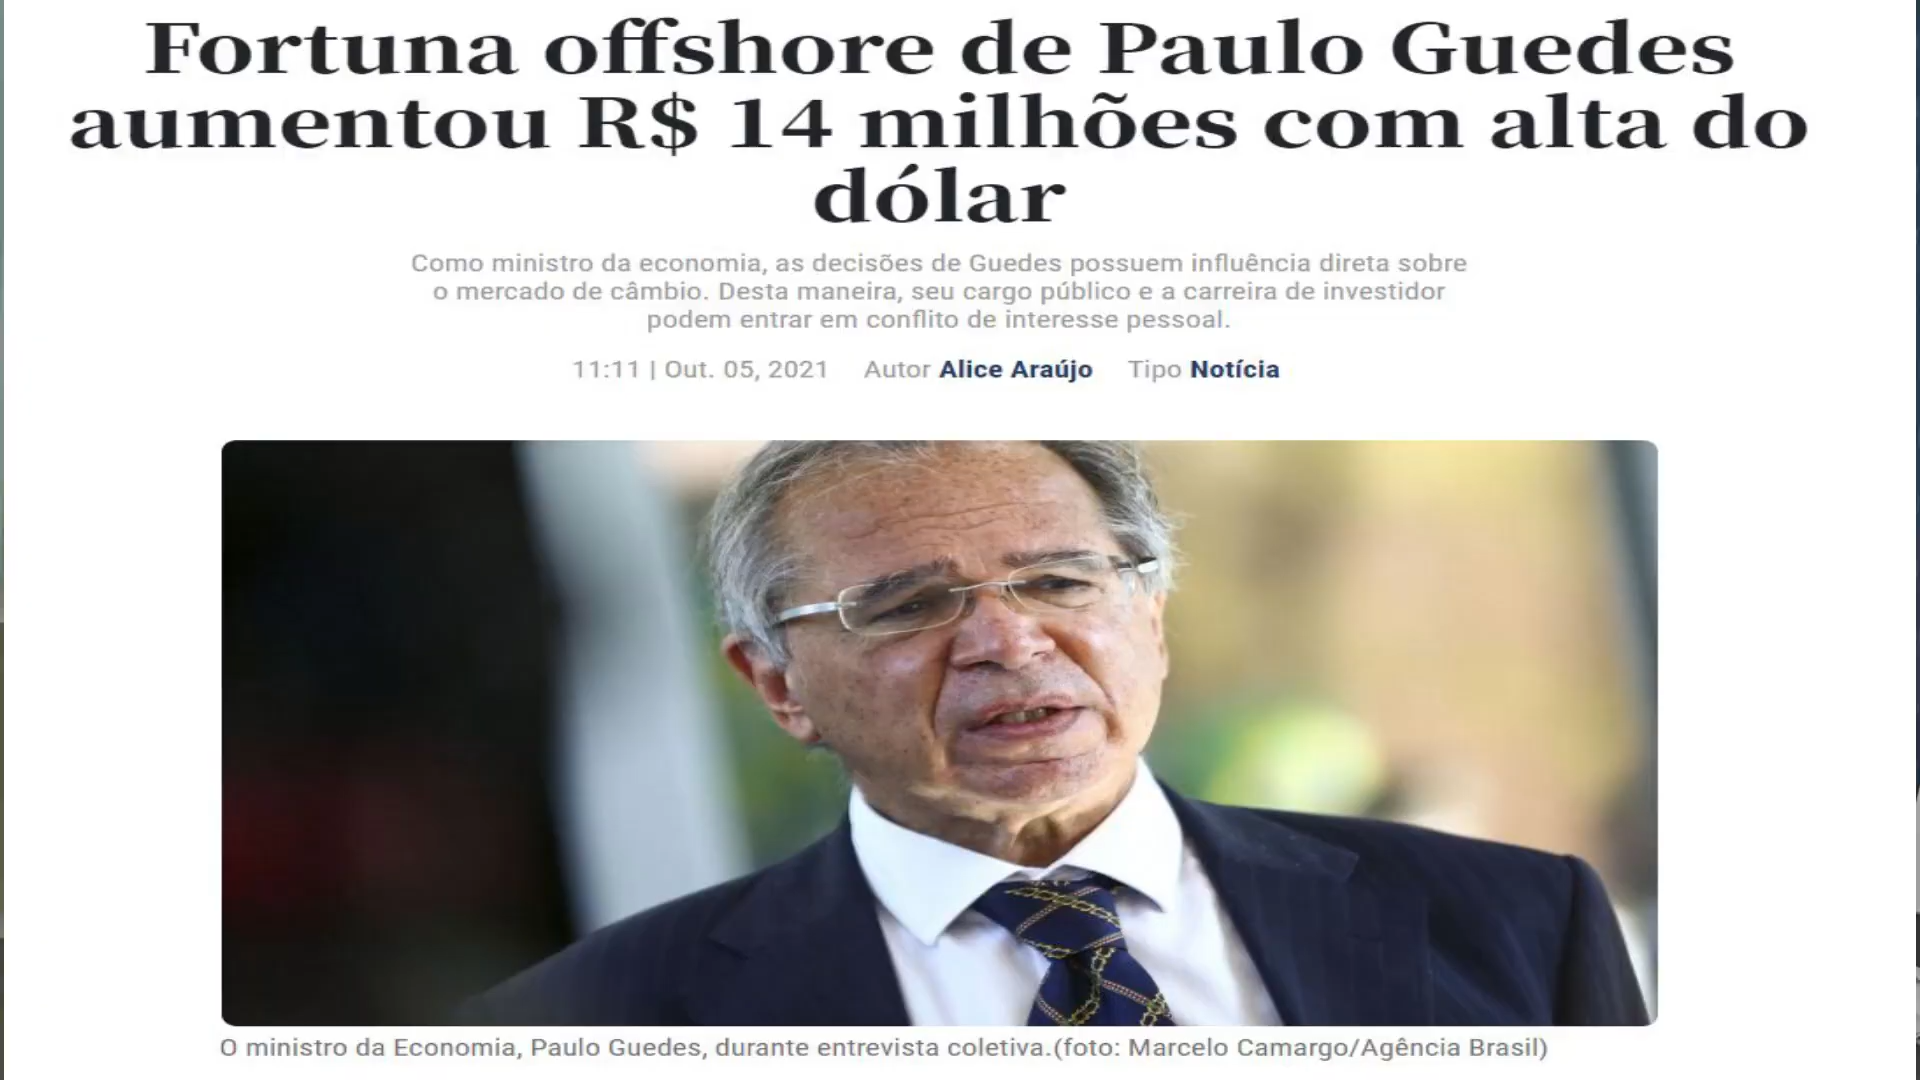 Fortuna offshore de Paulo Guedes
aumentou R$ 14 milhões com alta do
dólar
Como ministro da economia, as decisões de Guedes possuem influência direta sobre
o mercado de câmbio. Desta maneira, seu cargo público e a carreira de investidor
podem entrar em conflito de interesse pessoal.
11:11 | Out. 05, 2021 Autor Alice Araújo Tipo Notícia
O ministro da Economia, Paulo Guedes, durante entrevista coletiva.(foto: Marcelo Camargo/Agência Brasil)